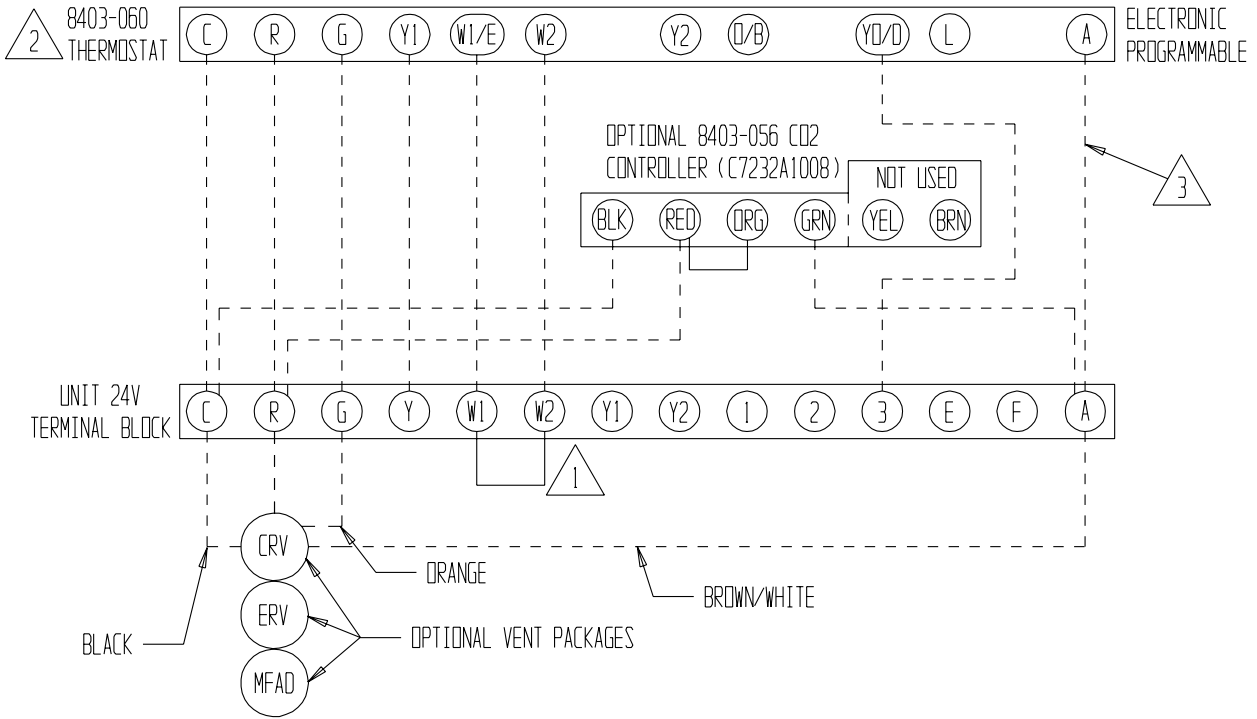 8403-060
THERMOSTAT
2
C R G Y1 W1/E W2 Y2 O/B YO/D L A
ELECTRONIC
PROGRAMMABLE
OPTIONAL 8403-056 CO2
CONTROLLER (C7232A1008)
NOT USED
BLK RED ORG GRN YEL BRN
3
UNIT 24V
TERMINAL BLOCK
C R G Y W1 W2 Y1 Y2 1 2 3 E F A
1
CRV
ORANGE
BROWN/WHITE
ERV
BLACK
OPTIONAL VENT PACKAGES
MFAD